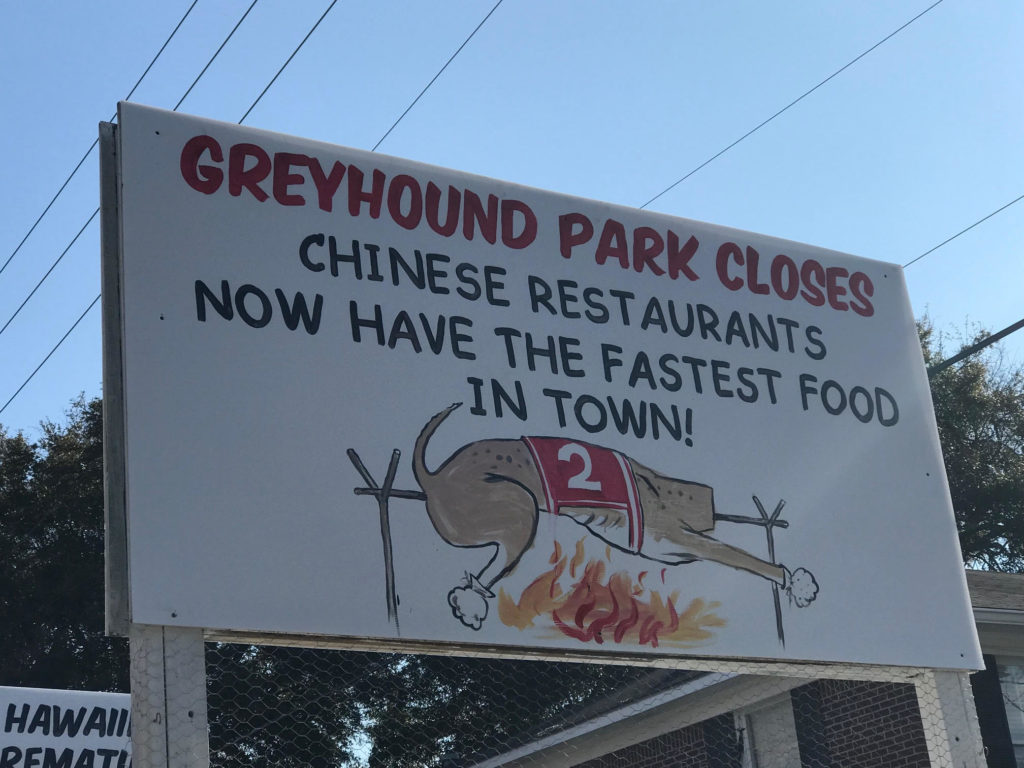 GREYHOUND PARK CLOSES
CHINESE RESTAURANTS
NOW HAVE THE FASTEST FOOD
IN TOWN!
2